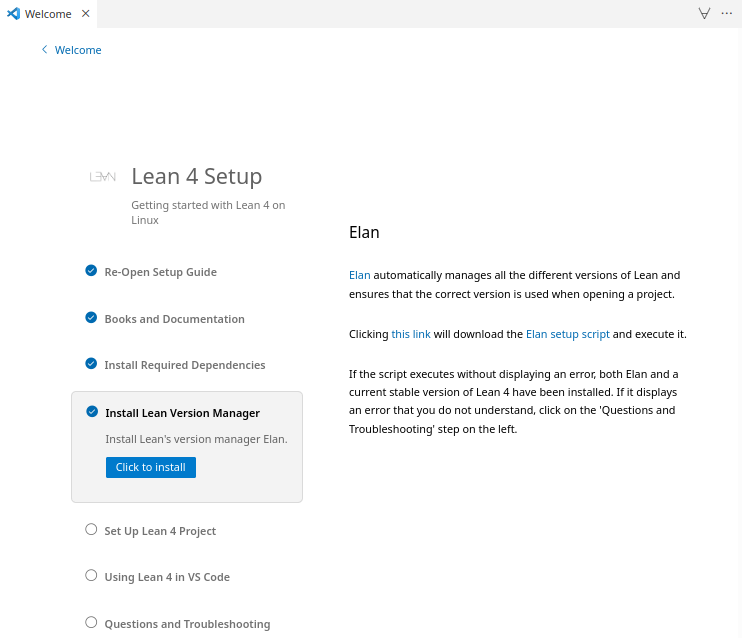 Welcome
Welcome
LEAN
Lean 4 Setup
Getting started with Lean 4 on
Linux
Re-Open Setup Guide
Books and Documentation
Install Required Dependencies
Install Lean Version Manager
Install Lean's version manager Elan.
Click to install
Set Up Lean 4 Project
Using Lean 4 in VS Code
Questions and Troubleshooting
Elan
Elan automatically manages all the different versions of Lean and
ensures that the correct version is used when opening a project.
Clicking this link will download the Elan setup script and execute it.
If the script executes without displaying an error, both Elan and a
current stable version of Lean 4 have been installed. If it displays
an error that you do not understand, click on the 'Questions and
Troubleshooting' step on the left.